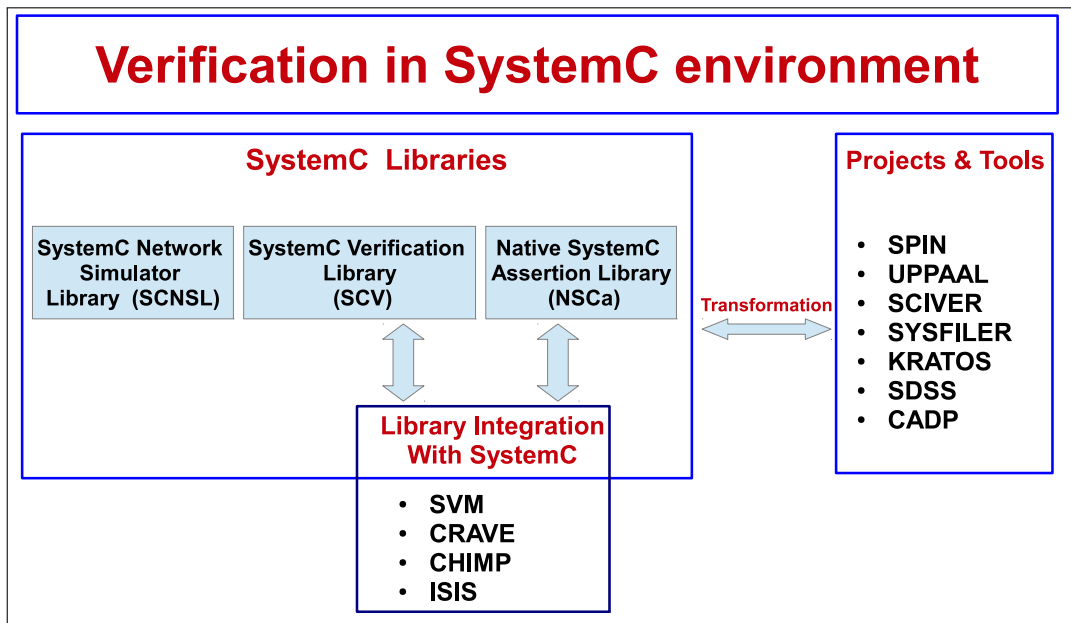 Verification in SystemC environment
SystemC Libraries
SystemC Network
Simulator
Library (SCNSL)
SystemC Verification
Library
(SCV)
Native SystemC
Assertion Library
(NSCa)
Library Integration
With SystemC
• SVM
• CRAVE
• CHIMP
• ISIS
Transformation
Projects & Tools
• SPIN
• UPPAAL
• SCIVER
• SYSFILER
• KRATOS
• SDSS
• CADP